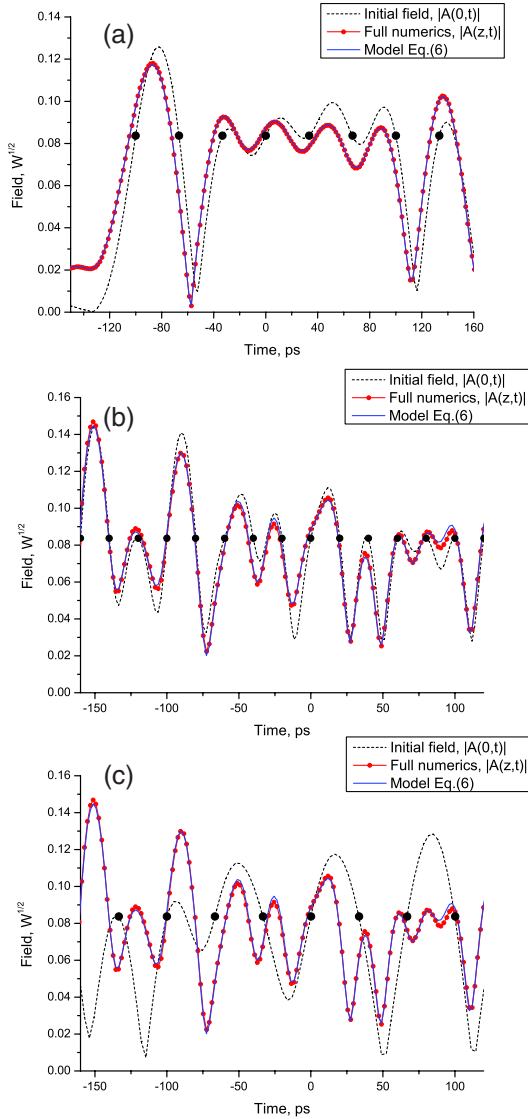 (a)
Initial field, |A(0,t)|
Full numerics, |A(z,t)|
Model Eq.(6)
0.14
0.12
0.10
0.08
0.06
0.04
0.02
0.00
Field, W^1/2
-120 -80 -40 0 40 80 120 160
Time, ps
(b)
Initial field, |A(0,t)|
Full numerics, |A(z,t)|
Model Eq.(6)
0.16
0.14
0.12
0.10
0.08
0.06
0.04
0.02
0.00
Field, W^1/2
-150 -100 -50 0 50 100
Time, ps
(c)
Initial field, |A(0,t)|
Full numerics, |A(z,t)|
Model Eq.(6)
0.16
0.14
0.12
0.10
0.08
0.06
0.04
0.02
0.00
Field, W^1/2
-150 -100 -50 0 50 100
Time, ps